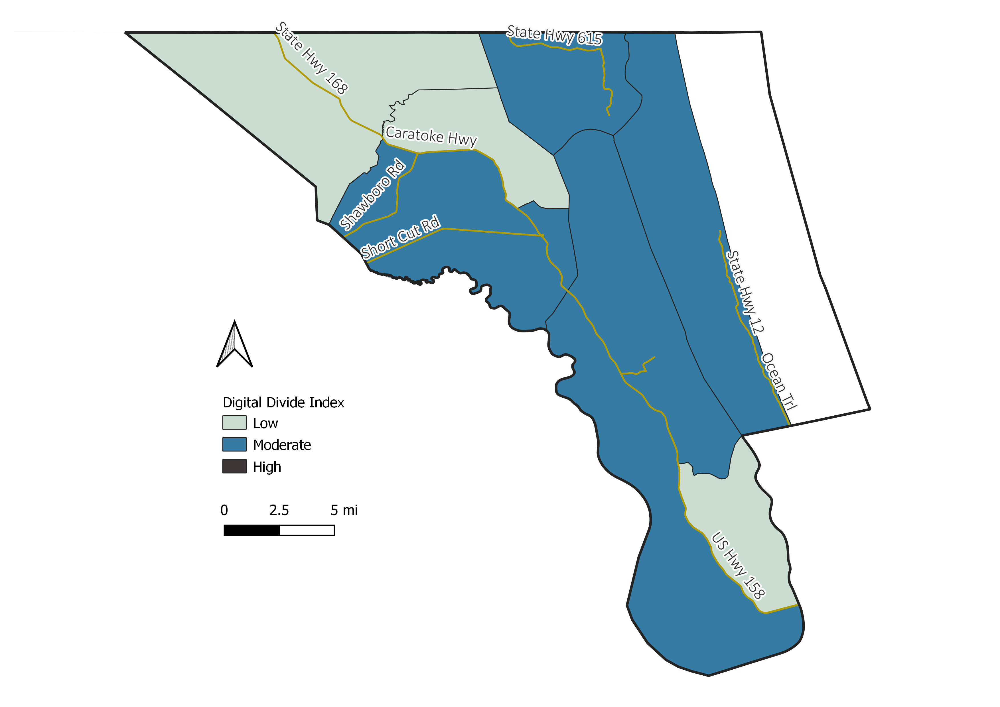 State Hwy 168
State Hwy 615
Caratoke Hwy
Shawboro Rd
Short Cut Rd
State Hwy 12
Ocean Trl
US Hwy 158
Digital Divide Index
Low
Moderate
High
0 2.5 5 mi